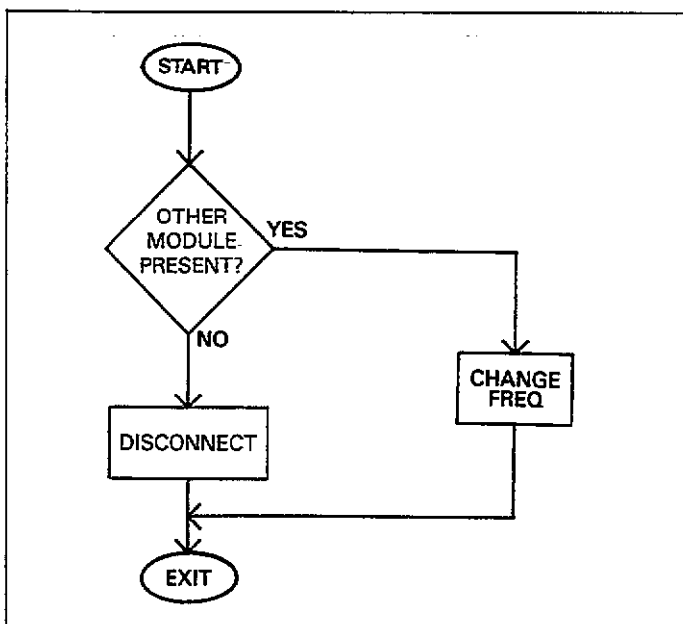 START
OTHER
MODULE
PRESENT?
YES
NO
CHANGE
FREQ
DISCONNECT
EXIT